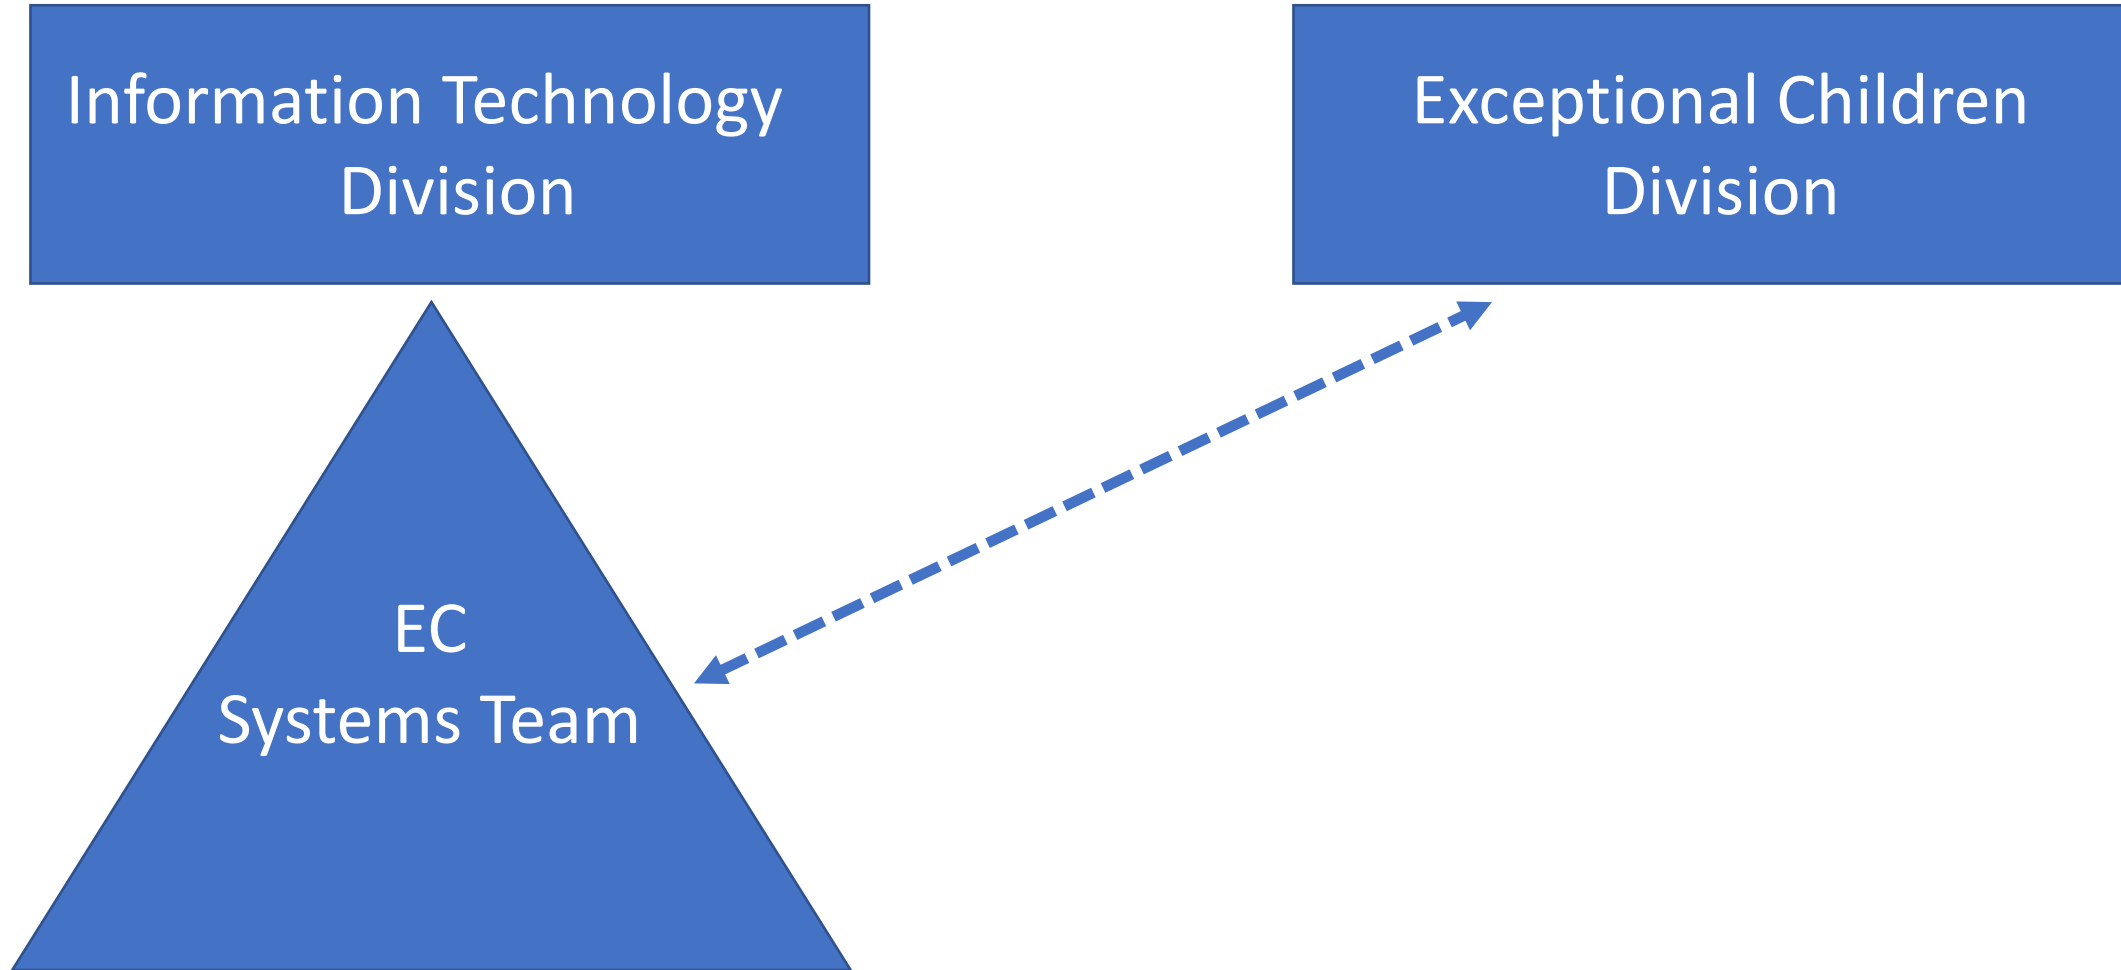 Information Technology
Division
Exceptional Children
Division
EC
Systems Team